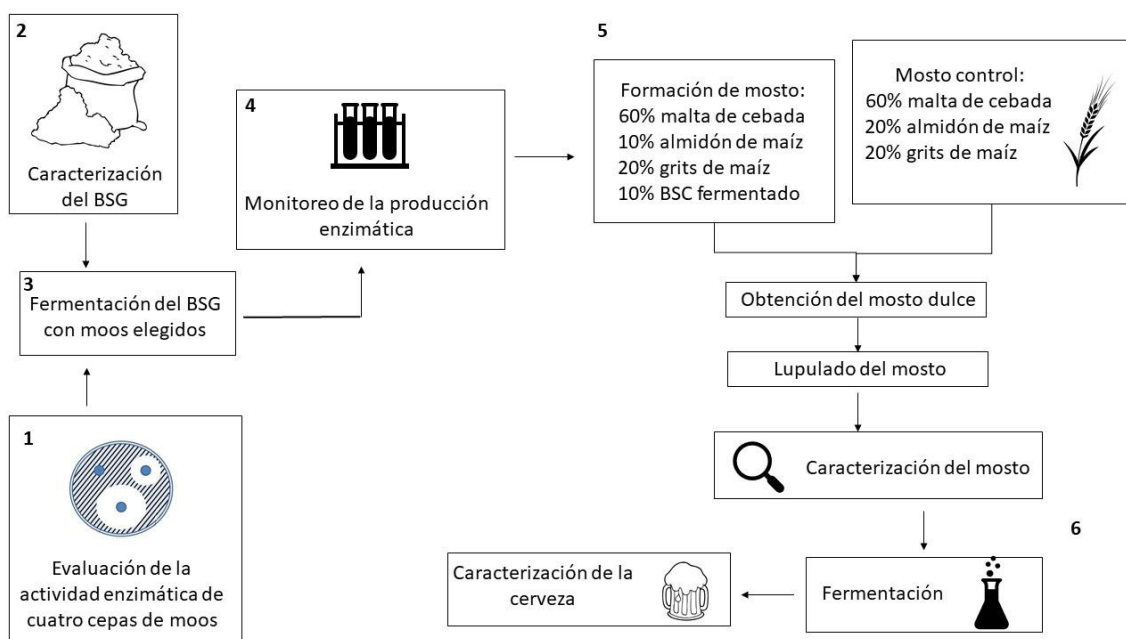 2
Caracterización
del BSG
3
Fermentación del BSG
con moos elegidos
1
Evaluación de la
actividad enzimática de
cuatro cepas de moos
4
Monitoreo de la producción
enzimática
5
Formación de mosto:
60% malta de cebada
10% almidón de maíz
20% grits de maíz
10% BSC fermentado
Mosto control:
60% malta de cebada
20% almidón de maíz
20% grits de maíz
Obtención del mosto dulce
Lupulado del mosto
Caracterización del mosto
6
Fermentación
Caracterización de la
cerveza